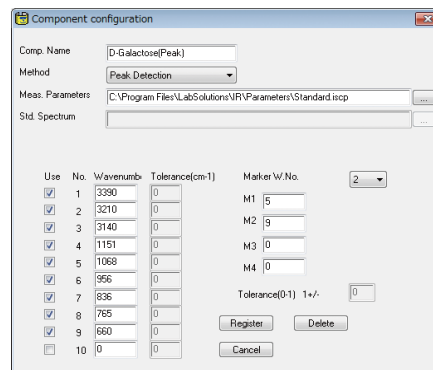 Component configuration
Comp. Name D-Galactose(Peak)
Method Peak Detection
Meas. Parameters C:\Program Files\LabSolutions\IR\Parameters\Standard.iscp ...
Std. Spectrum ...
Use No. Wavenumbe Tolerance(cm-1) Marker W.No. 2
1 3390 0 M1 5
2 3210 0 M2 9
3 3140 0 M3 0
4 1151 0 M4 0
5 1068 0
6 956 0
7 836 0 Tolerance(0-1) 1+/- 0
8 765 0
9 660 0 Register Delete
10 0 0 Cancel